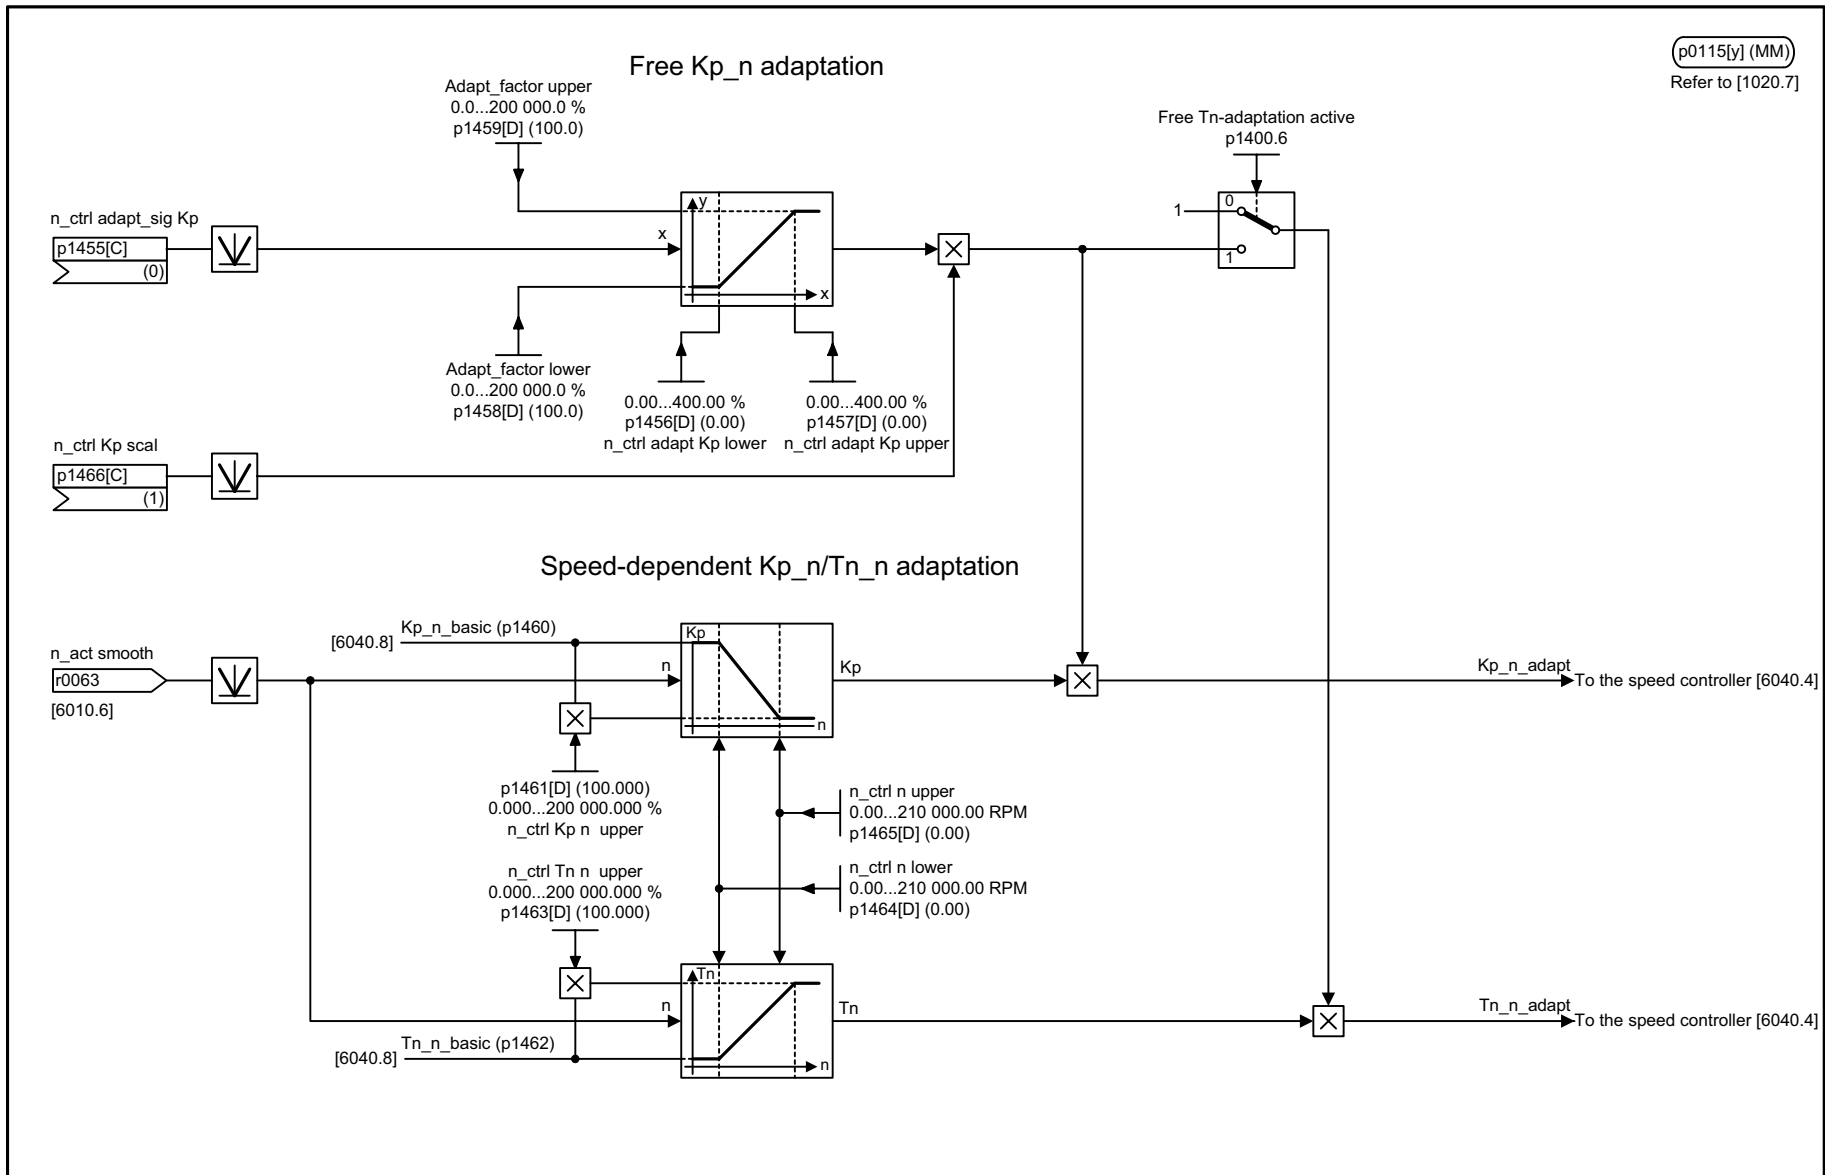 Free Kp_n adaptation
p0115[y] (MM)
Refer to [1020.7]
Adapt_factor upper
0.0...200 000.0 %
p1459[D] (100.0)
Free Tn-adaptation active
p1400.6
n_ctrl adapt_sig Kp
p1455[C]
(0)
x
y
x
1
0
1
Adapt_factor lower
0.0...200 000.0 %
p1458[D] (100.0)
0.00...400.00 %
p1456[D] (0.00)
n_ctrl adapt Kp lower
0.00...400.00 %
p1457[D] (0.00)
n_ctrl adapt Kp upper
n_ctrl Kp scal
p1466[C]
(1)
Speed-dependent Kp_n/Tn_n adaptation
[6040.8]
Kp_n_basic (p1460)
Kp
n
n
Kp
n_act smooth
r0063
[6010.6]
Kp_n_adapt
To the speed controller [6040.4]
p1461[D] (100.000)
0.000...200 000.000 %
n_ctrl Kp n upper
n_ctrl n upper
0.00...210 000.00 RPM
p1465[D] (0.00)
n_ctrl Tn n upper
0.000...200 000.000 %
p1463[D] (100.000)
n_ctrl n lower
0.00...210 000.00 RPM
p1464[D] (0.00)
Tn
n
n
Tn
[6040.8]
Tn_n_basic (p1462)
Tn_n_adapt
To the speed controller [6040.4]